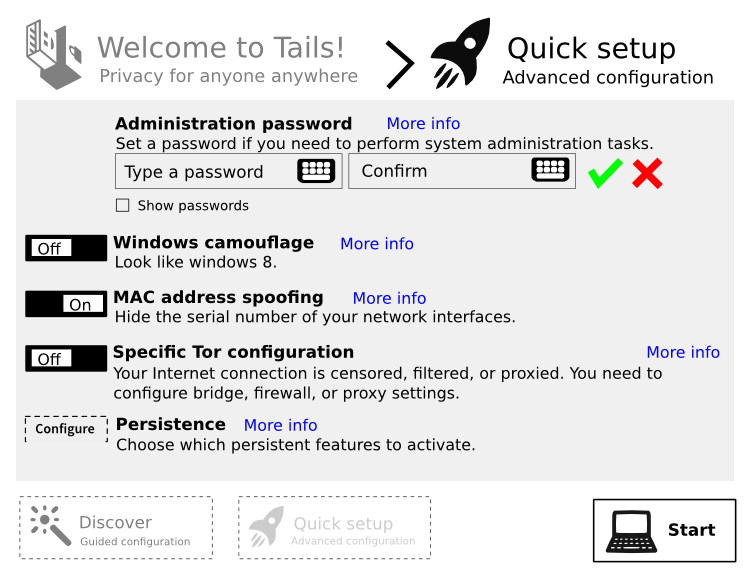 Welcome to Tails!
Privacy for anyone anywhere
Quick setup
Advanced configuration
Administration password More info
Set a password if you need to perform system administration tasks.
Type a password Confirm
Show passwords
Off Windows camouflage More info
Look like windows 8.
On MAC address spoofing More info
Hide the serial number of your network interfaces.
Off Specific Tor configuration More info
Your Internet connection is censored, filtered, or proxied. You need to
configure bridge, firewall, or proxy settings.
Configure Persistence More info
Choose which persistent features to activate.
Discover
Guided configuration
Quick setup
Advanced configuration
Start